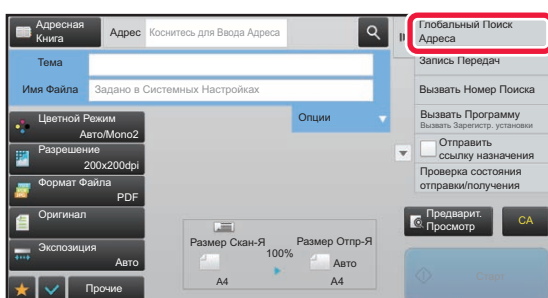 Адресная
Книга
Адрес
Коснитесь для Ввода Адреса
Тема
Имя Файла
Задано в Системных Настройках
Цветной Режим
Авто/Mono2
Опции
Разрешение
200x200dpi
Формат Файла
PDF
Оригинал
Экспозиция
Авто
Прочие
Размер Скан-Я
100%
Размер Отпр-Я
Авто
A4
A4
Глобальный Поиск
Адреса
Запись Передач
Вызвать Номер Поиска
Вызвать Программу
Вызвать Зарегистр. установки
Отправить
ссылку назначения
Проверка состояния
отправки/получения
Предварит.
Просмотр
CA
Старт